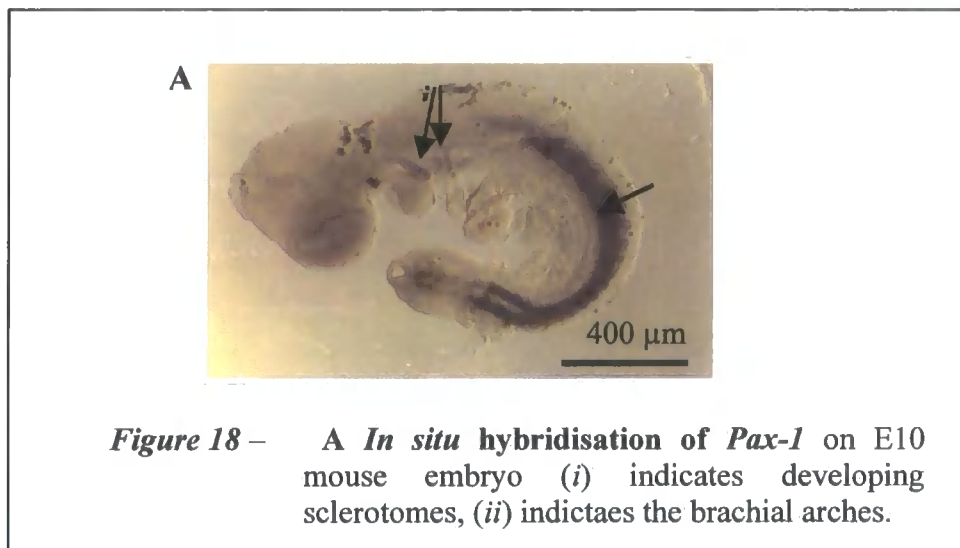 A
400 µm
Figure 18 – A In situ hybridisation of Pax-1 on E10
mouse embryo (i) indicates developing
sclerotomes, (ii) indictaes the brachial arches.